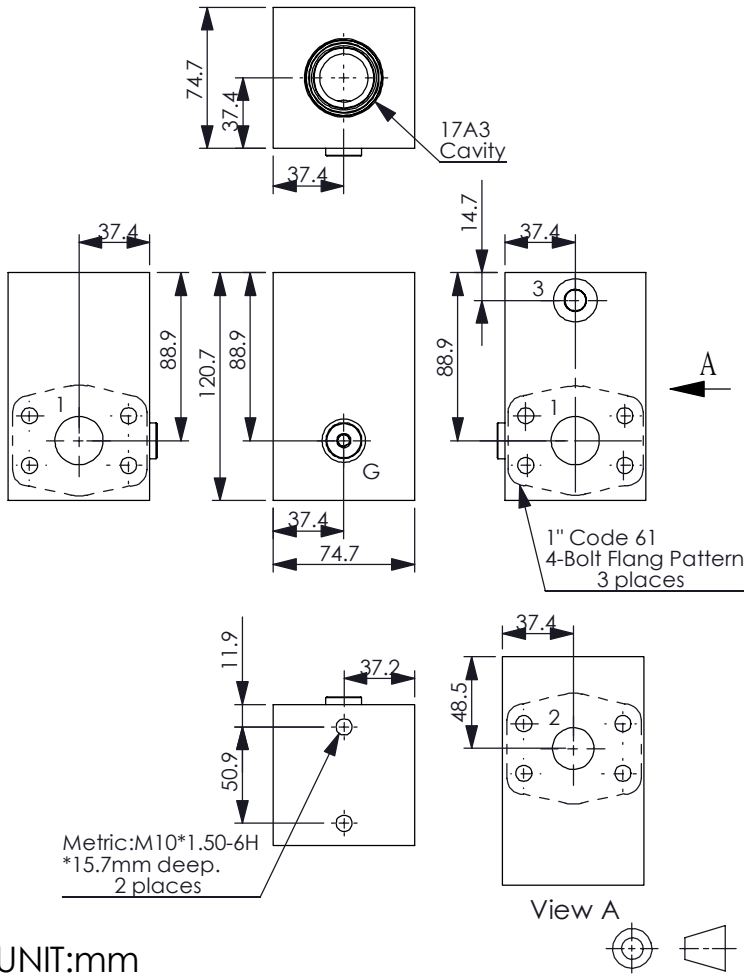 74.7
37.4
37.4
17A3
Cavity
37.4
88.9
1
120.7
88.9
G
37.4
74.7
14.7
37.4
3
88.9
1
A
1" Code 61
4-Bolt Flang Pattern
3 places
11.9
37.2
50.9
Metric:M10*1.50-6H
*15.7mm deep.
2 places
37.4
48.5
2
View A
UNIT:mm